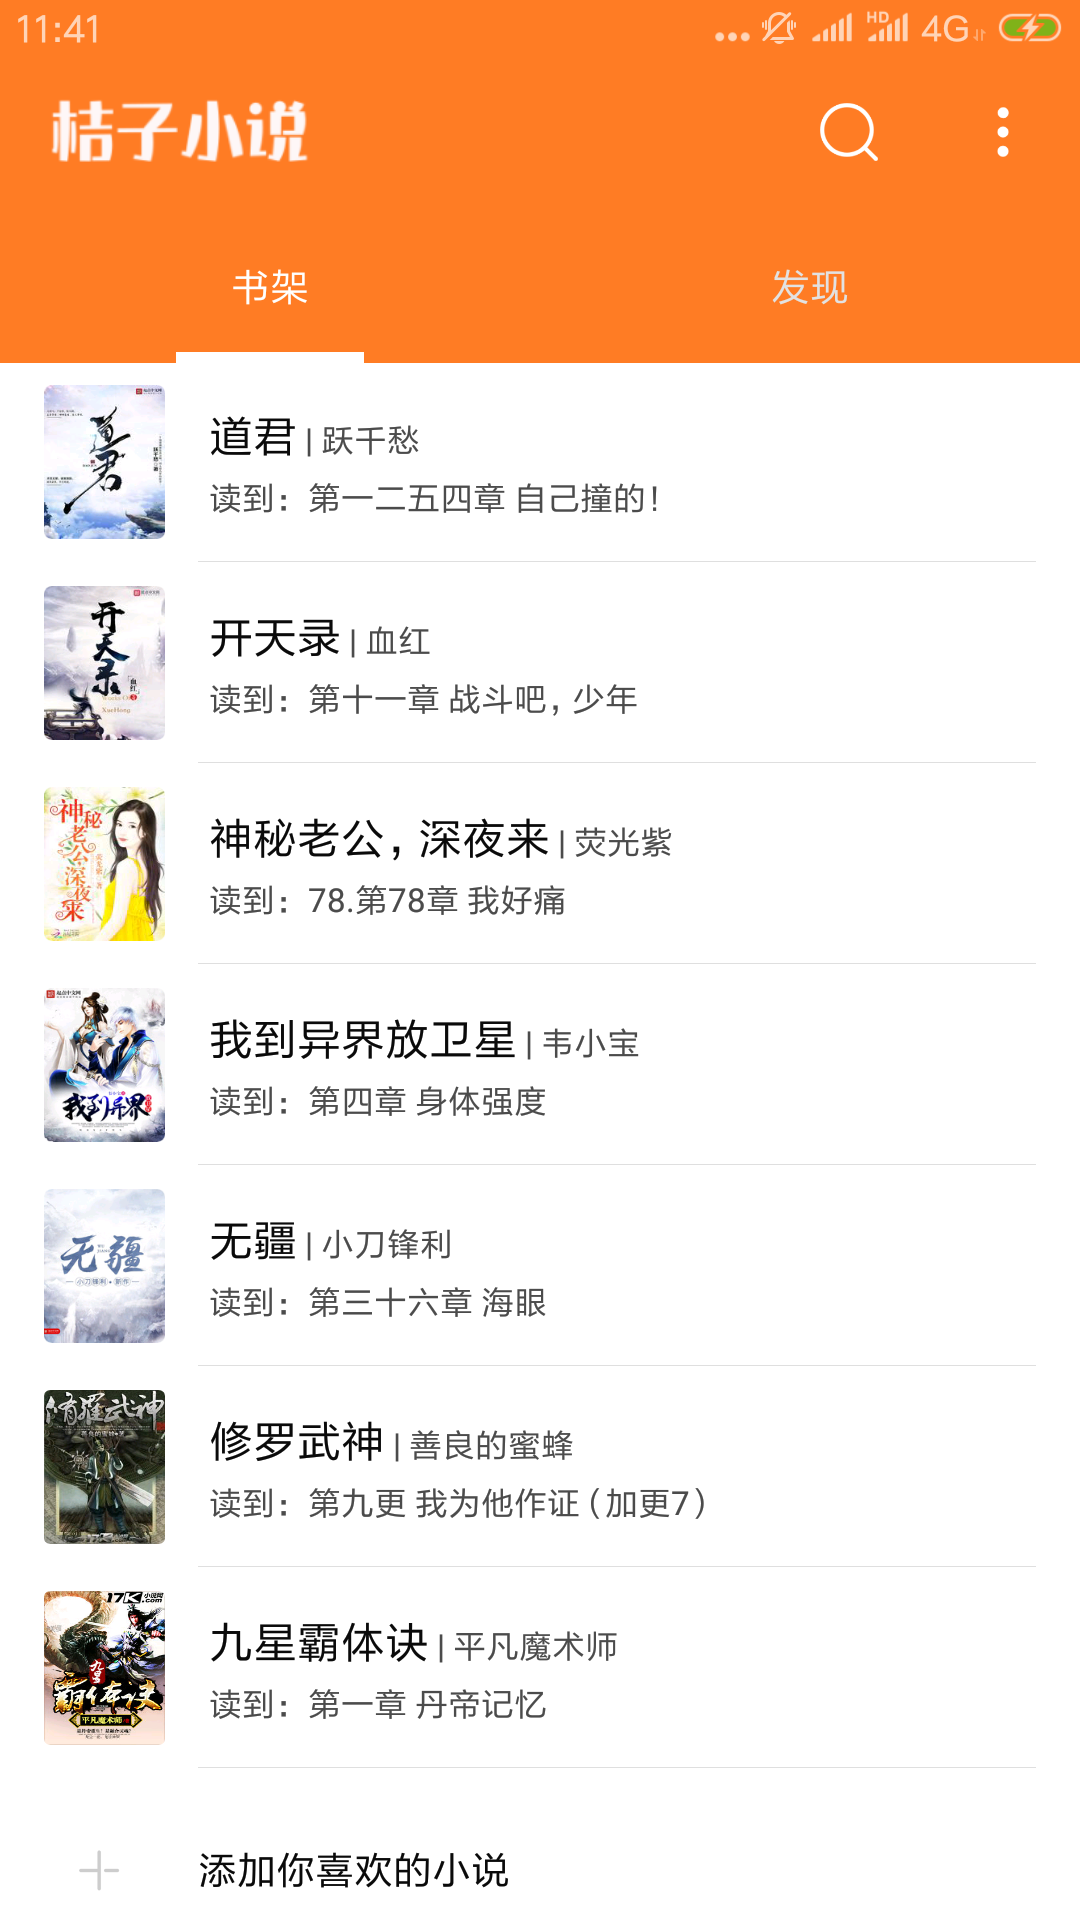 11:41
HD
4G
桔子小说
书架
发现
道君 | 跃千愁
读到：第一二五四章 自己撞的！
开天录 | 血红
读到：第十一章 战斗吧，少年
神秘老公，深夜来 | 荧光紫
读到：78.第78章 我好痛
我到异界放卫星 | 韦小宝
读到：第四章 身体强度
无疆 | 小刀锋利
读到：第三十六章 海眼
修罗武神 | 善良的蜜蜂
读到：第九更 我为他作证（加更7）
九星霸体诀 | 平凡魔术师
读到：第一章 丹帝记忆
添加你喜欢的小说